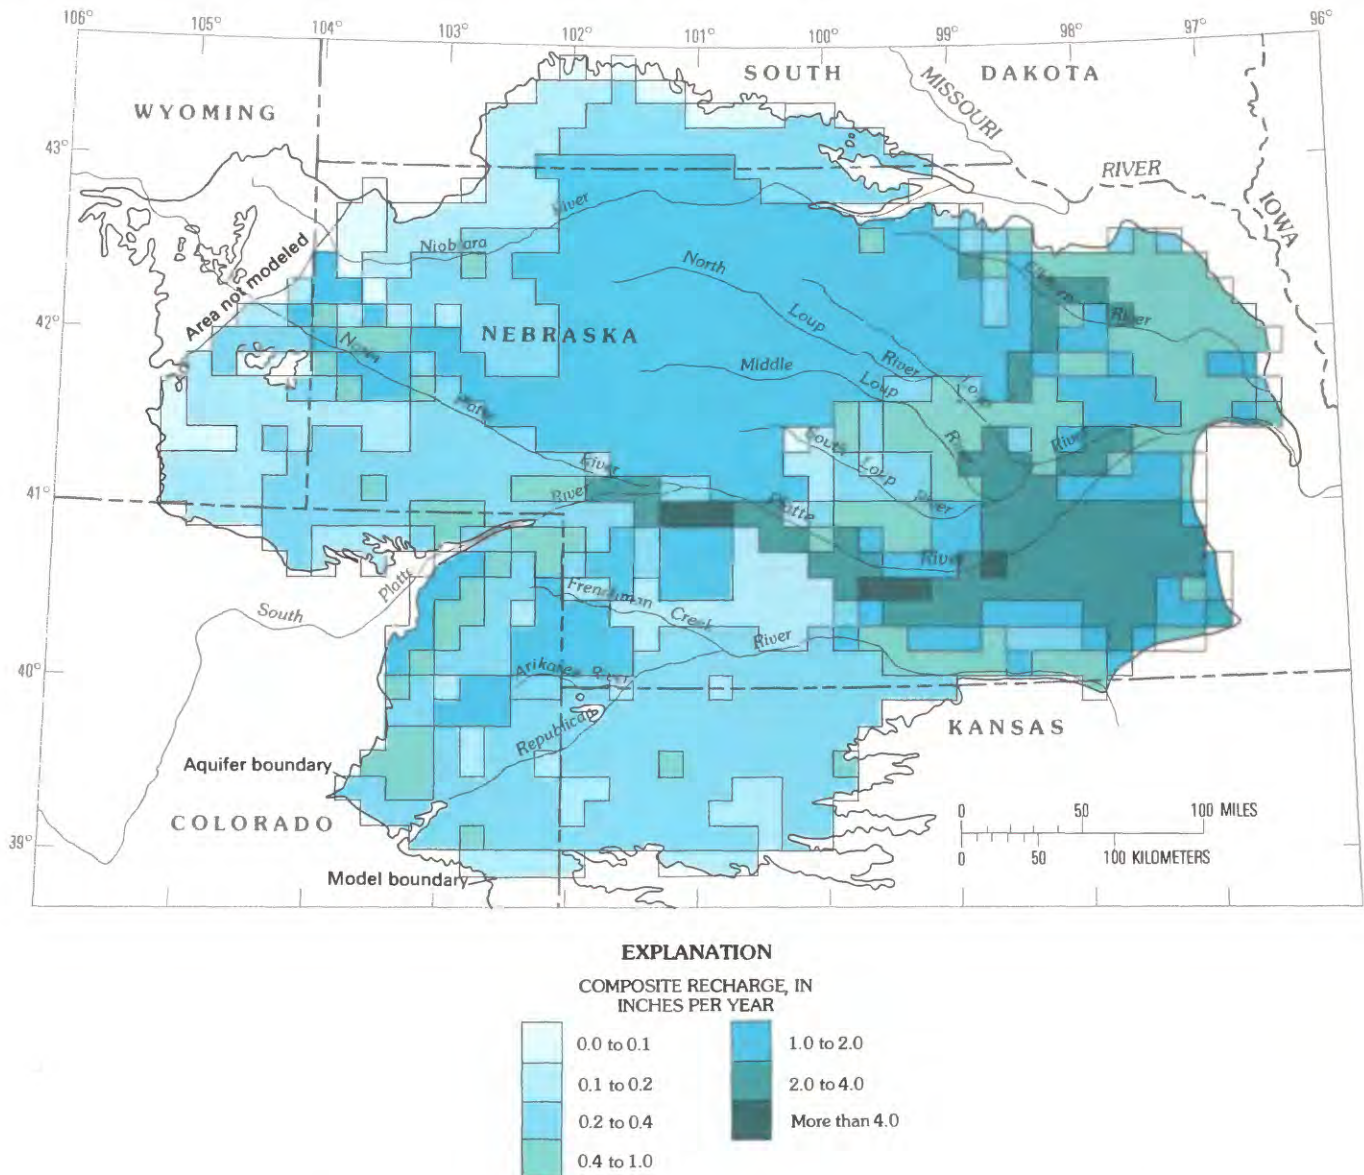 106°
105°
104°
103°
102°
101°
100°
99°
98°
97°
96°
SOUTH DAKOTA
WYOMING
MISSOURI
RIVER
43°
IOWA
River
Niobrara
Area not modeled
North
Elkhorn
River
42°
NEBRASKA
Loup
River
North
Middle
Loup
Loup
Platte
River
South
Loup
River
River
41°
River
Platte
River
Platte
South
Frenchman
Creek
River
40°
Arikaree River
Republican
KANSAS
Aquifer boundary
COLORADO
0 50 100 MILES
39°
0 50 100 KILOMETERS
Model boundary
EXPLANATION
COMPOSITE RECHARGE, IN
INCHES PER YEAR
0.0 to 0.1
0.1 to 0.2
0.2 to 0.4
0.4 to 1.0
1.0 to 2.0
2.0 to 4.0
More than 4.0